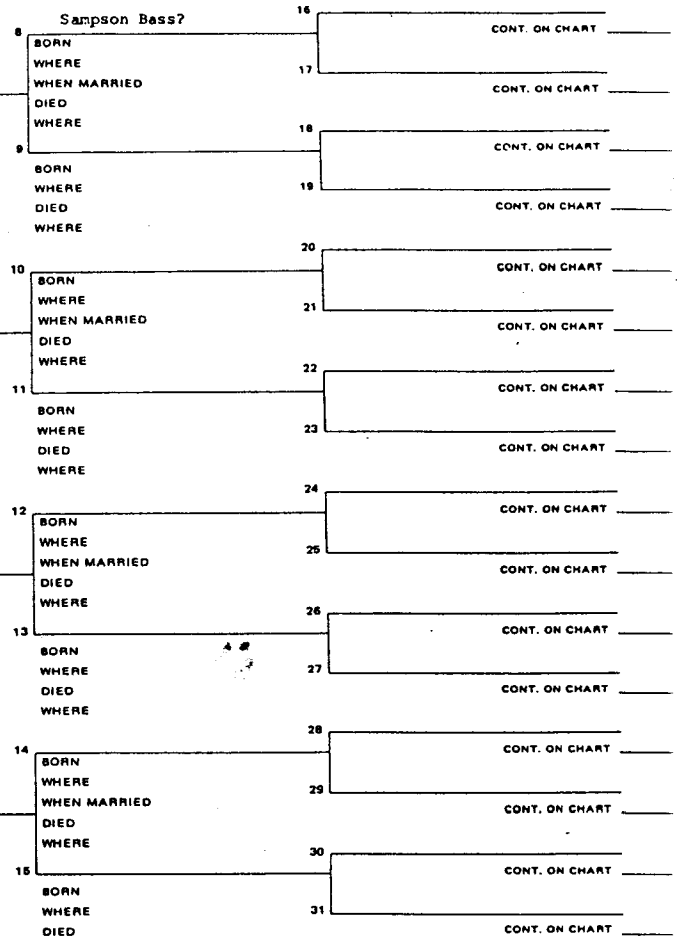 Sampson Bass?
16
CONT. ON CHART
8
BORN
WHERE
WHEN MARRIED
DIED
WHERE
17
CONT. ON CHART
18
CONT. ON CHART
9
BORN
WHERE
DIED
WHERE
19
CONT. ON CHART
20
CONT. ON CHART
10
BORN
WHERE
WHEN MARRIED
DIED
WHERE
21
CONT. ON CHART
22
CONT. ON CHART
11
BORN
WHERE
DIED
WHERE
23
CONT. ON CHART
24
CONT. ON CHART
12
BORN
WHERE
WHEN MARRIED
DIED
WHERE
25
CONT. ON CHART
26
CONT. ON CHART
13
BORN
WHERE
DIED
WHERE
27
CONT. ON CHART
28
CONT. ON CHART
14
BORN
WHERE
WHEN MARRIED
DIED
WHERE
29
CONT. ON CHART
30
CONT. ON CHART
15
BORN
WHERE
DIED
31
CONT. ON CHART